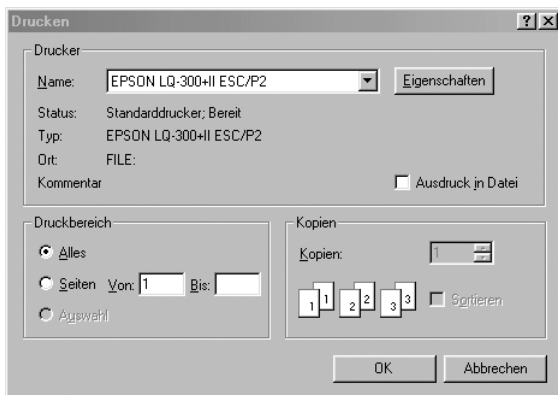 Drucken
Drucker
Name: EPSON LQ-300+II ESC/P2 Eigenschaften
Status: Standarddrucker; Bereit
Typ: EPSON LQ-300+II ESC/P2
Ort: FILE:
Kommentar Ausdruck in Datei
Druckbereich
Alles
Seiten Von: 1 Bis:
Auswahl
Kopien
Kopien: 1
1 1 2 2 3 3 Sortieren
OK Abbrechen